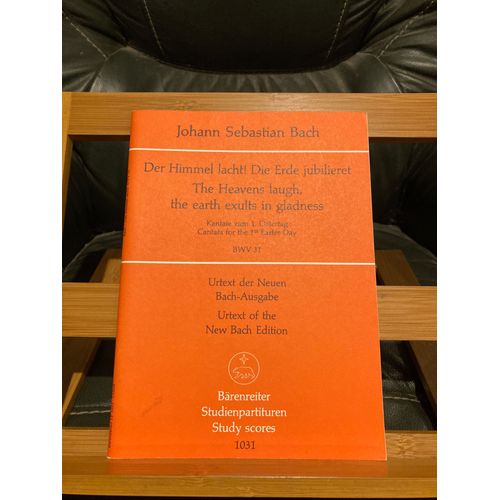 Johann Sebastian Bach
Der Himmel lacht! Die Erde jubilieret
The Heavens laugh,
the earth exults in gladness
Kantate zum 1. Ostertag
Cantata for the 1st Easter Day
BWV 31
Urtext der Neuen
Bach-Ausgabe
Urtext of the
New Bach Edition
Bärenreiter
Studienpartituren
Study scores
1031